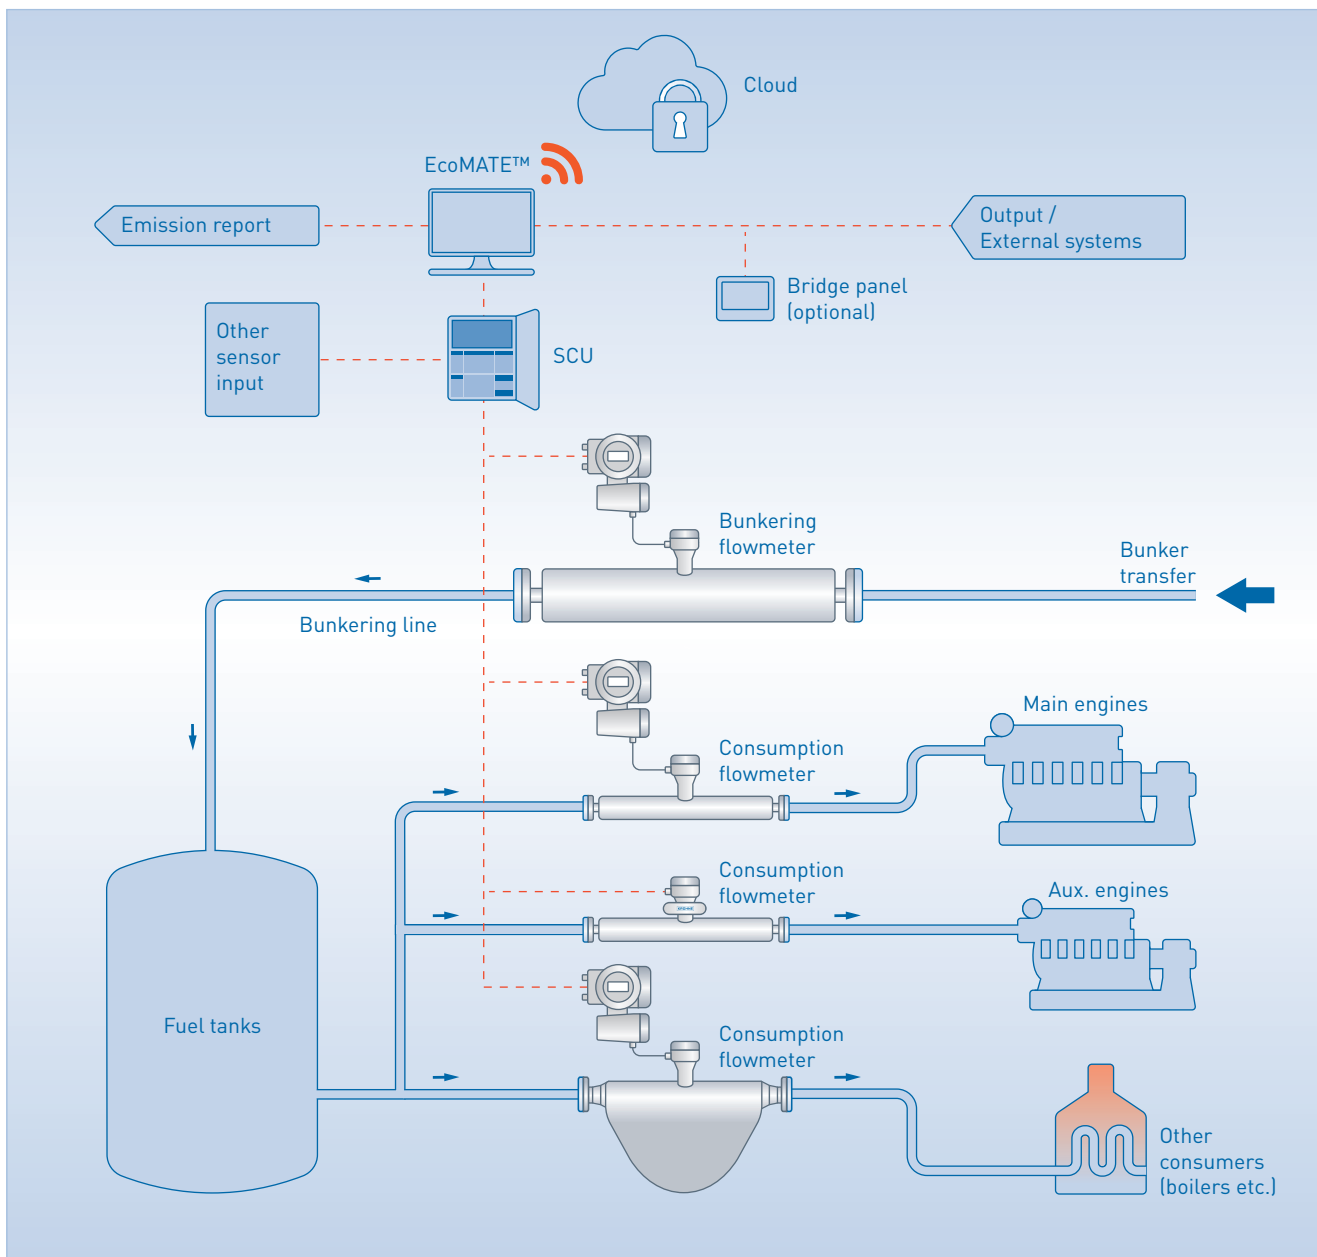 Cloud
EcoMATE™
Emission report
Output /
External systems
Bridge panel
(optional)
Other
sensor
input
SCU
Bunkering
flowmeter
Bunker
transfer
Bunkering line
Main engines
Consumption
flowmeter
Consumption
flowmeter
Aux. engines
Fuel tanks
Consumption
flowmeter
Other
consumers
(boilers etc.)